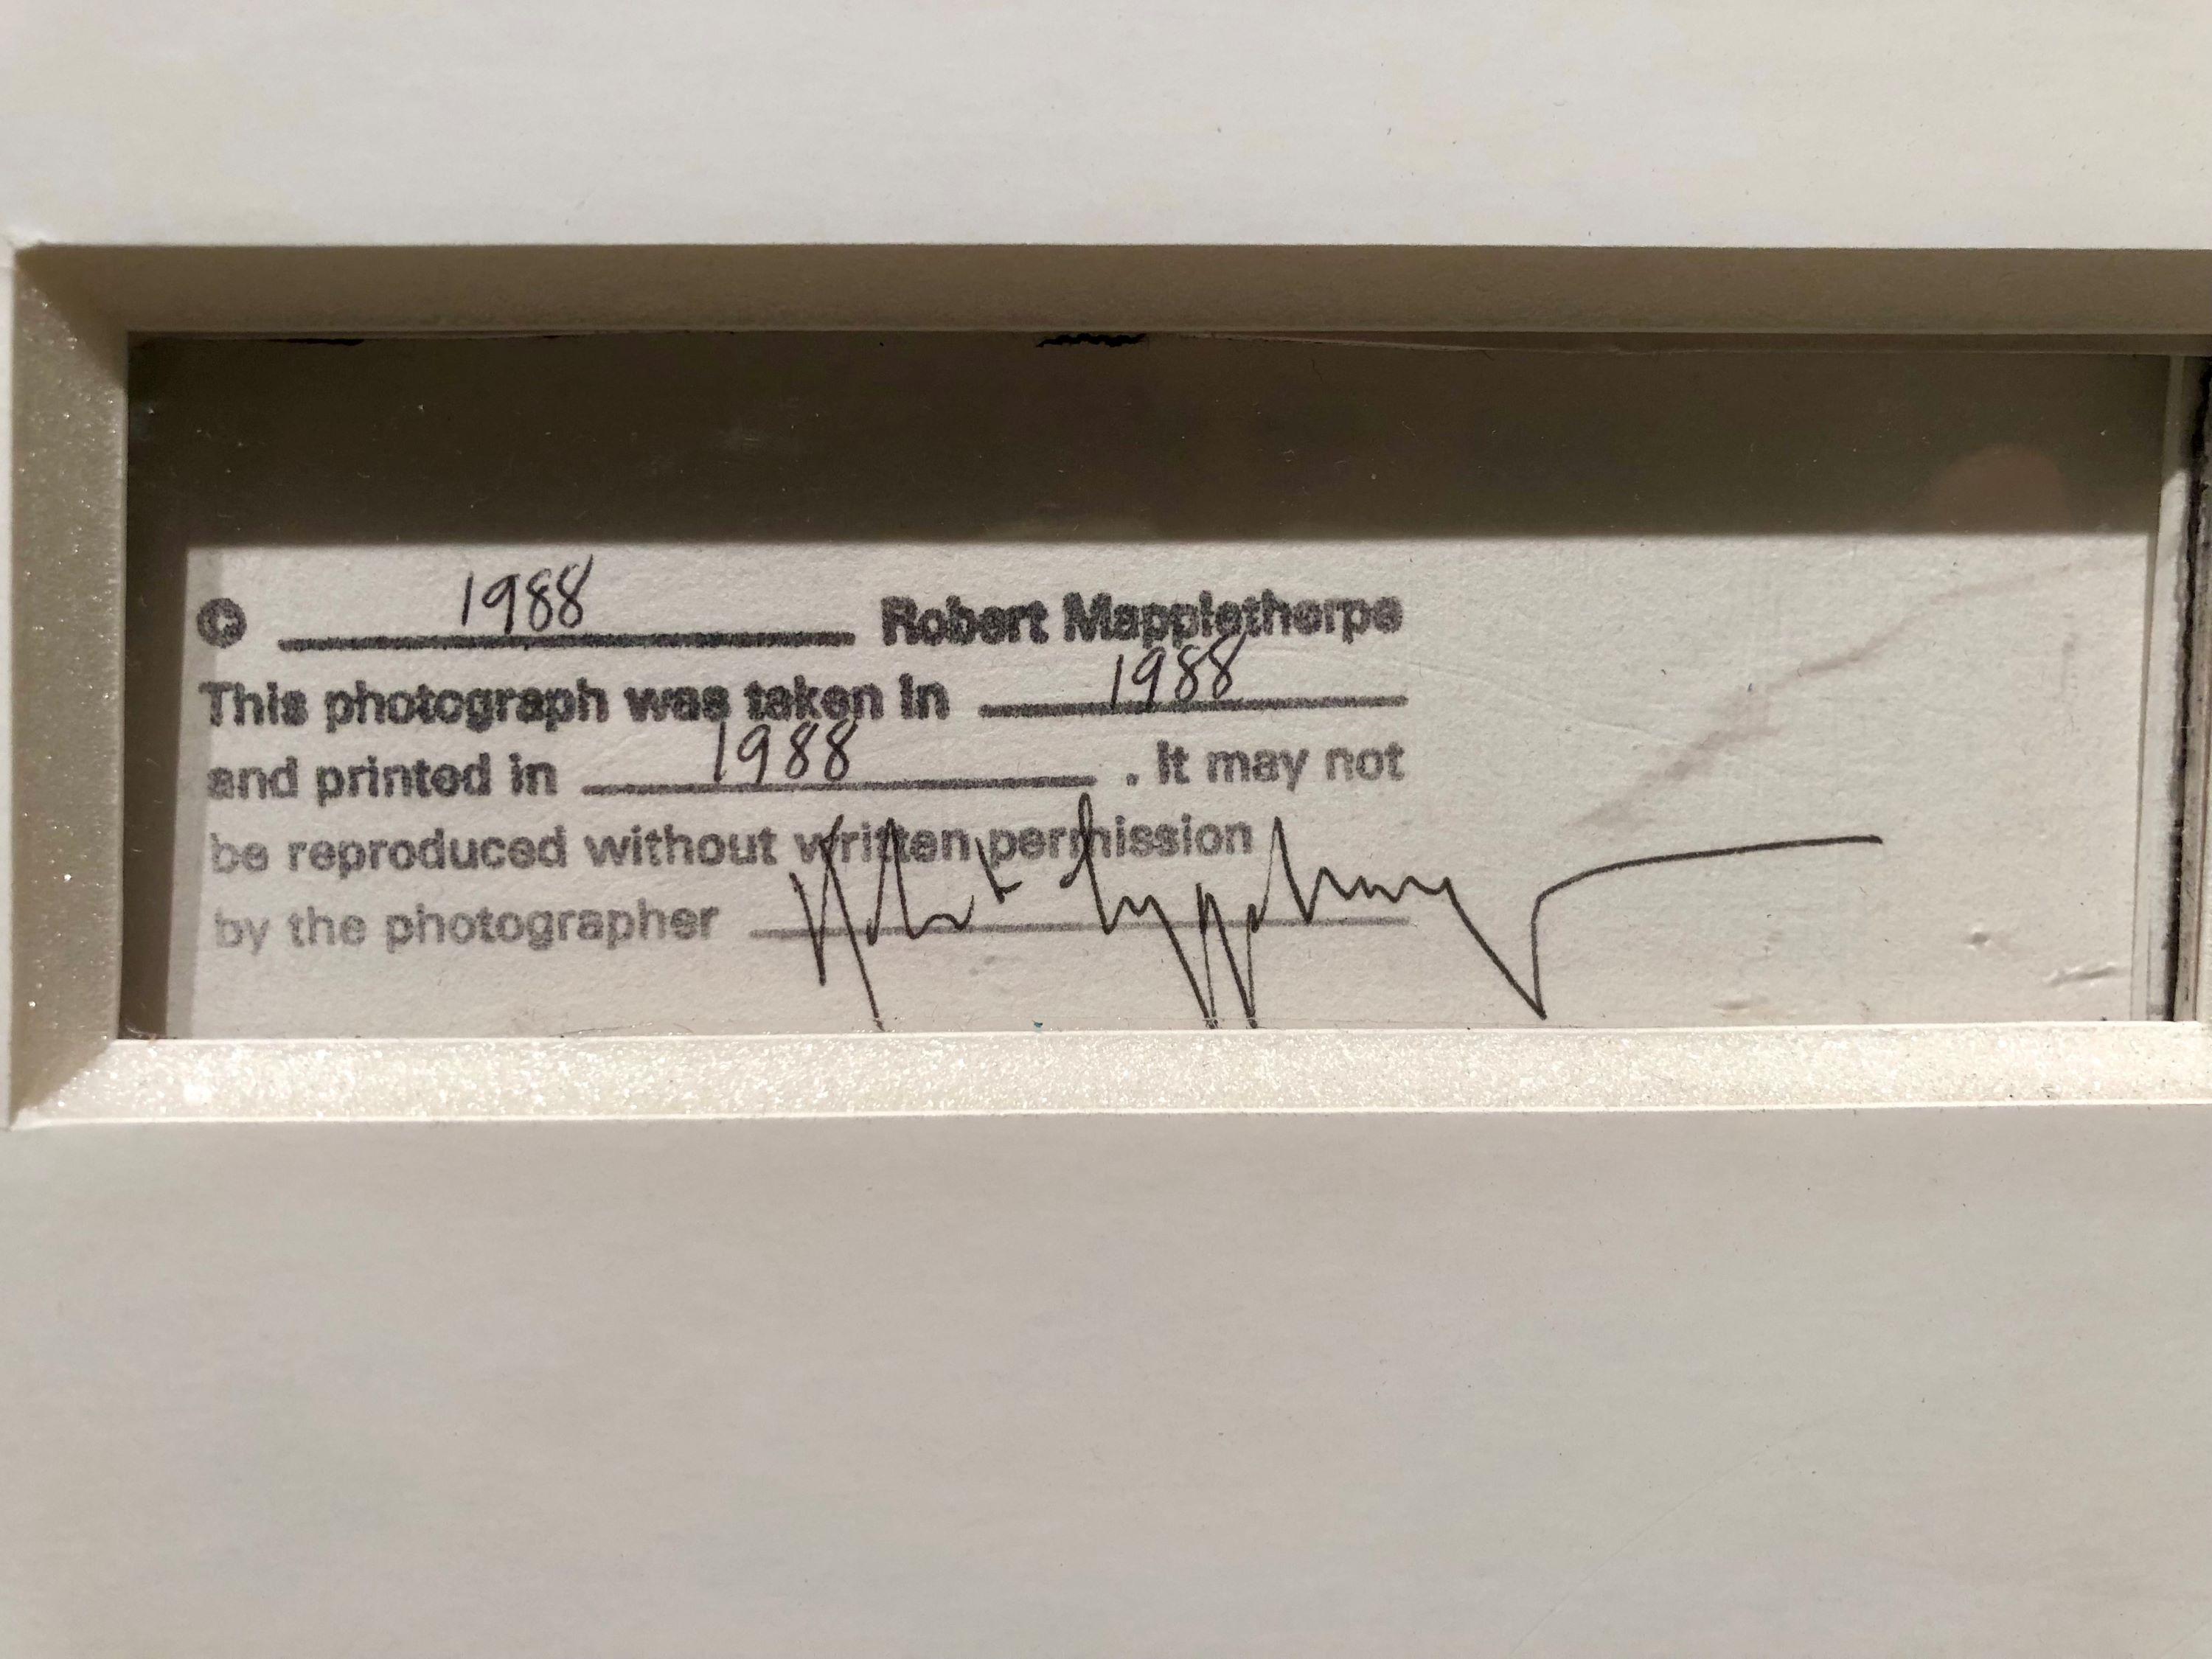 © 1988 Robert Mapplethorpe
This photograph was taken in 1988
and printed in 1988 . It may not
be reproduced without written permission
by the photographer